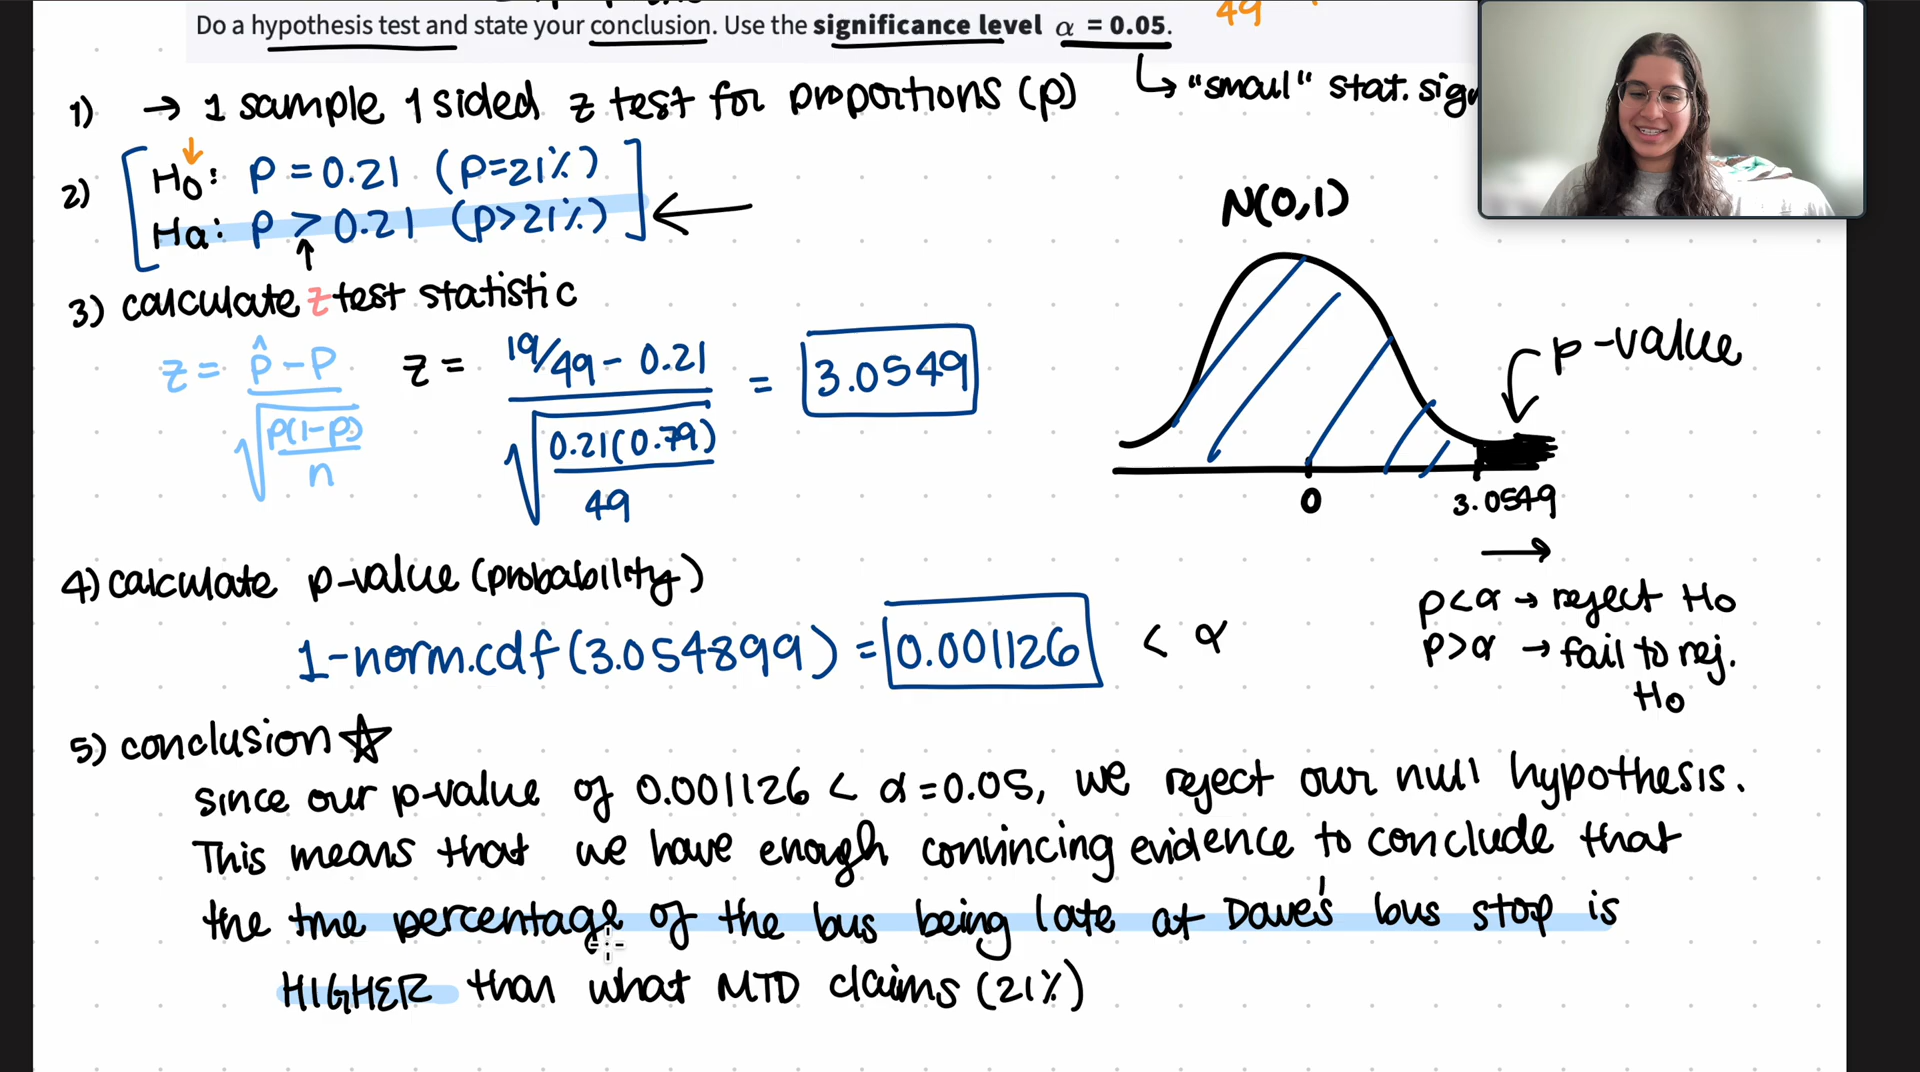 Do a hypothesis test and state your conclusion. Use the significance level α = 0.05.
49
↳ "small" stat. sign
1) → 1 sample 1 sided z test for proportions (p)
2) H₀: p = 0.21 (p=21%)
Ha: p > 0.21 (p>21%)
N(0,1)
3) calculate z test statistic
z = (p̂ - p) / √(p(1-p)/n)
z = (19/49 - 0.21) / √(0.21(0.79)/49) = 3.0549
p-value
0 3.0549
4) calculate p-value (probability)
1-norm.cdf(3.054899) = 0.001126 < α
p<α → reject H₀
p>α → fail to rej.
H₀
5) conclusion ☆
since our p-value of 0.001126 < α=0.05, we reject our null hypothesis.
This means that we have enough convincing evidence to conclude that
the true percentage of the bus being late at Dave's bus stop is
HIGHER than what MTD claims (21%)